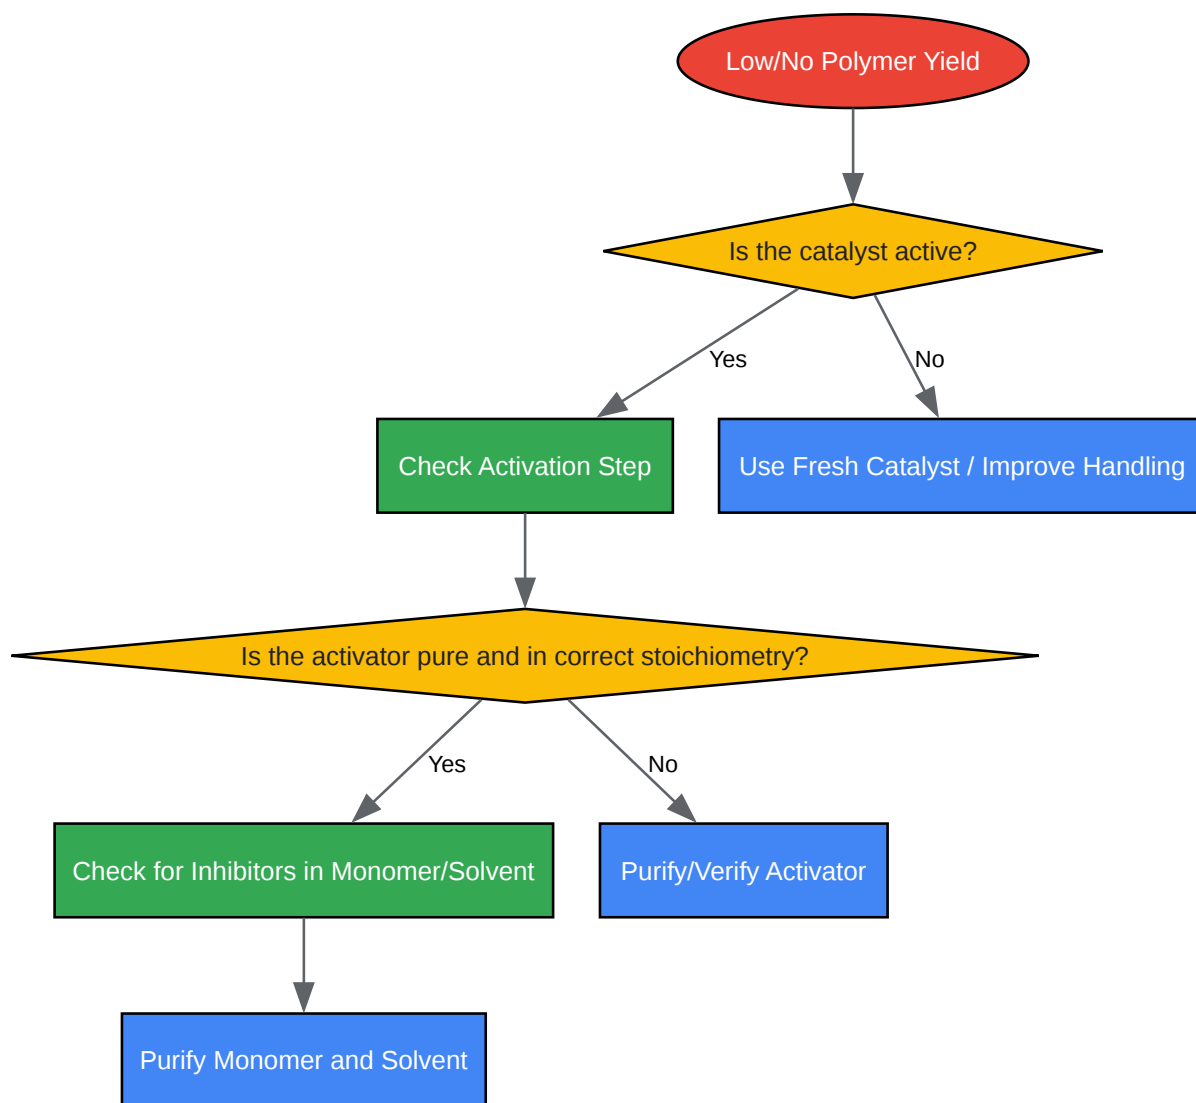 Low/No Polymer Yield
Is the catalyst active?
Yes
No
Check Activation Step
Use Fresh Catalyst / Improve Handling
Is the activator pure and in correct stoichiometry?
Yes
No
Check for Inhibitors in Monomer/Solvent
Purify/Verify Activator
Purify Monomer and Solvent